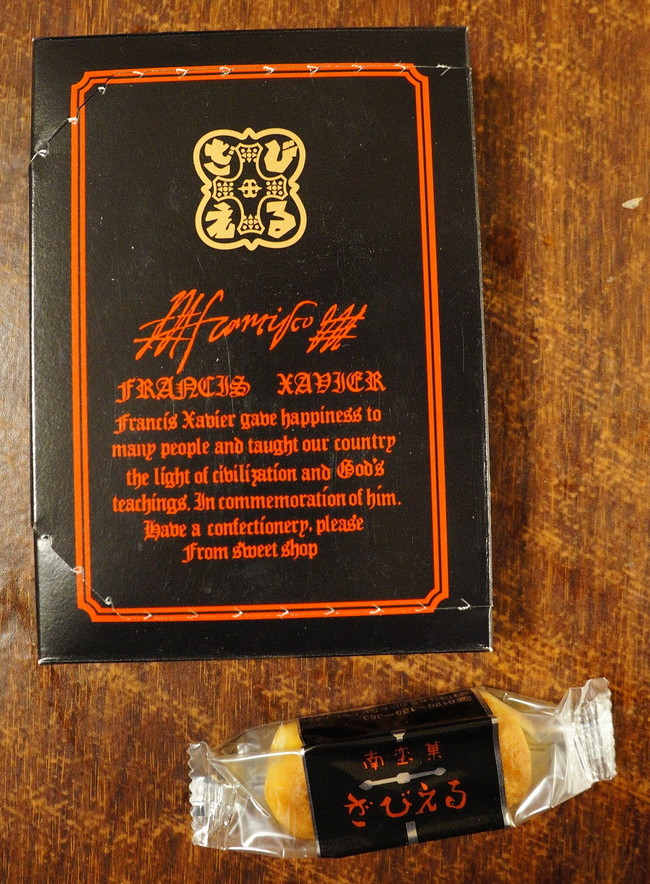 ざび
える
Francisco
FRANCIS XAVIER
Francis Xavier gave happiness to
many people and taught our country
the light of civilization and God's
teachings. In commemoration of him.
Have a confectionery, please
From sweet shop
南蛮菓
ざびえる